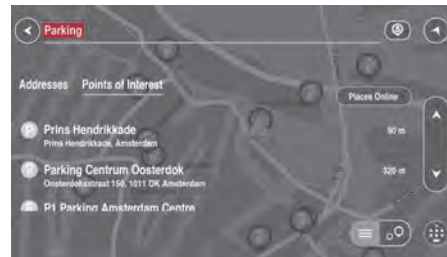 Parking
Addresses Points of Interest
Places Online
P Prins Hendrikkade 90 m
Prins Hendrikkade, Amsterdam
P Parking Centrum Oosterdok 320 m
Oosterdoksstraat 150, 1011 DK Amsterdam
P P1 Parking Amsterdam Centre